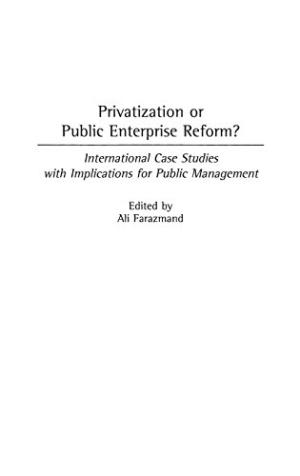 Privatization or
Public Enterprise Reform?
International Case Studies
with Implications for Public Management
Edited by
Ali Farazmand